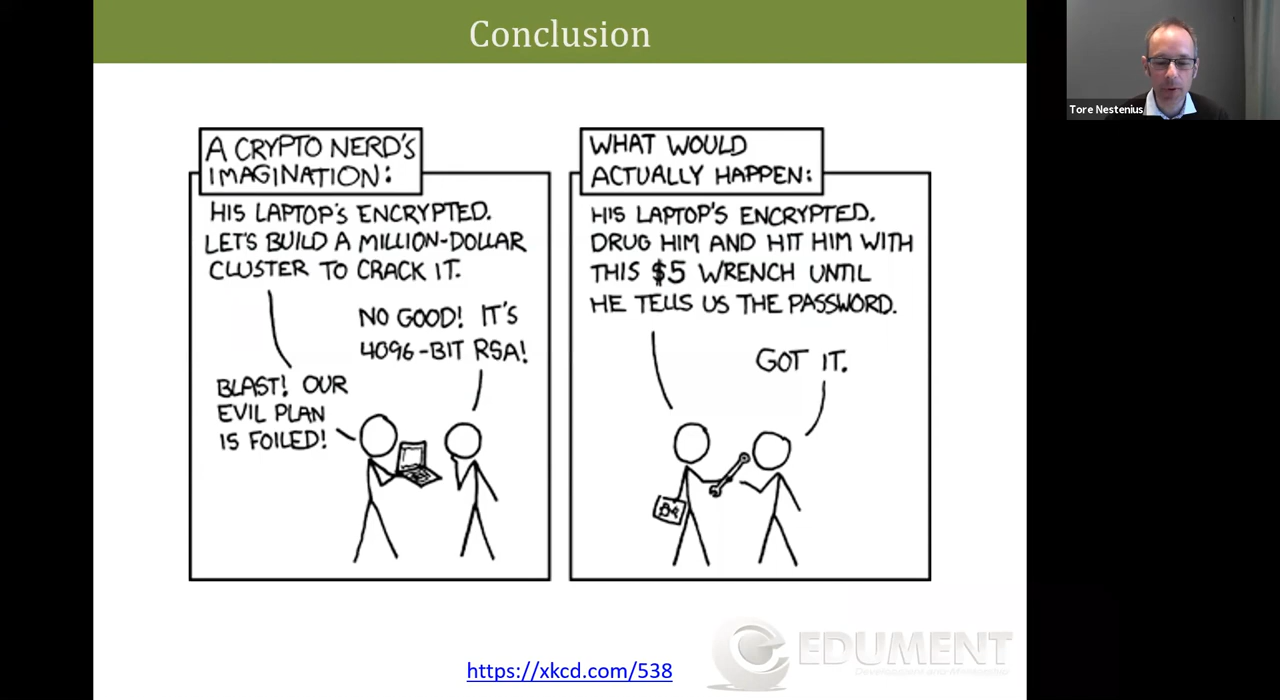 Conclusion
Tore Nestenius
A CRYPTO NERD'S
IMAGINATION:
HIS LAPTOP'S ENCRYPTED.
LET'S BUILD A MILLION-DOLLAR
CLUSTER TO CRACK IT.
NO GOOD! IT'S
4096-BIT RSA!
BLAST! OUR
EVIL PLAN
IS FOILED!
WHAT WOULD
ACTUALLY HAPPEN:
HIS LAPTOP'S ENCRYPTED.
DRUG HIM AND HIT HIM WITH
THIS $5 WRENCH UNTIL
HE TELLS US THE PASSWORD.
GOT IT.
EDUMENT
Development and Mentorship
https://xkcd.com/538